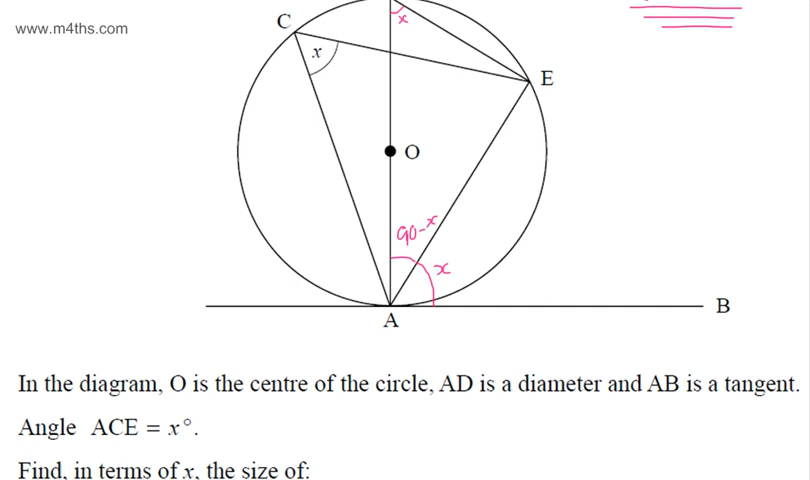 www.m4ths.com
C
x
x
E
O
90-x
x
A
B
In the diagram, O is the centre of the circle, AD is a diameter and AB is a tangent.
Angle ACE = x°.
Find, in terms of x, the size of: